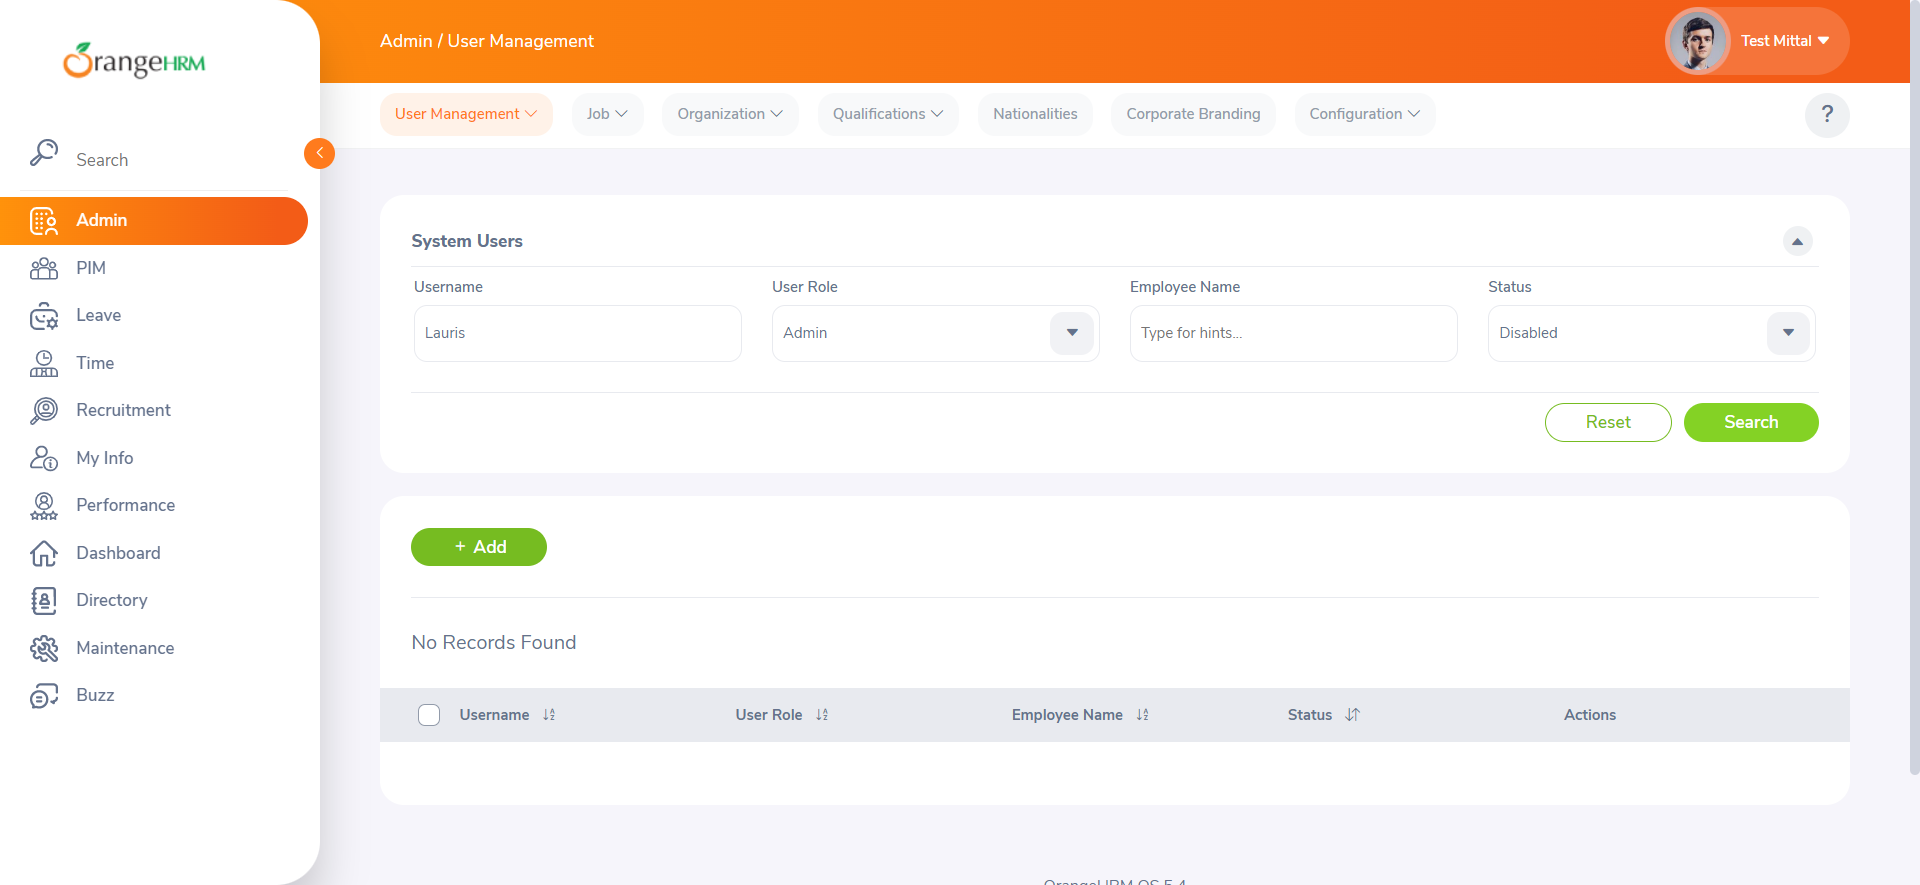 OrangeHRM
Admin / User Management
Test Mittal
User Management
Job
Organization
Qualifications
Nationalities
Corporate Branding
Configuration
?
Search
Admin
PIM
Leave
Time
Recruitment
My Info
Performance
Dashboard
Directory
Maintenance
Buzz
System Users
Username
User Role
Employee Name
Status
Lauris
Admin
Type for hints...
Disabled
Reset
Search
+ Add
No Records Found
Username
User Role
Employee Name
Status
Actions
OrangeHRM OS 5.4